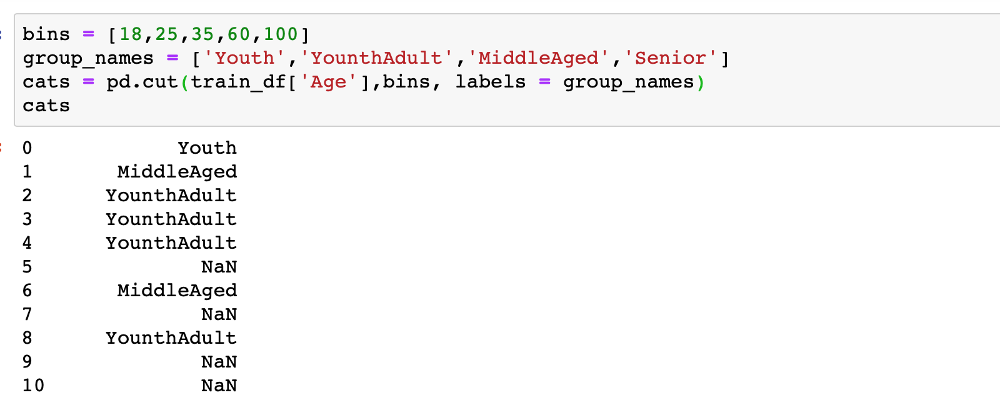 bins = [18,25,35,60,100]
group_names = ['Youth','YounthAdult','MiddleAged','Senior']
cats = pd.cut(train_df['Age'],bins, labels = group_names)
cats
0 Youth
1 MiddleAged
2 YounthAdult
3 YounthAdult
4 YounthAdult
5 NaN
6 MiddleAged
7 NaN
8 YounthAdult
9 NaN
10 NaN